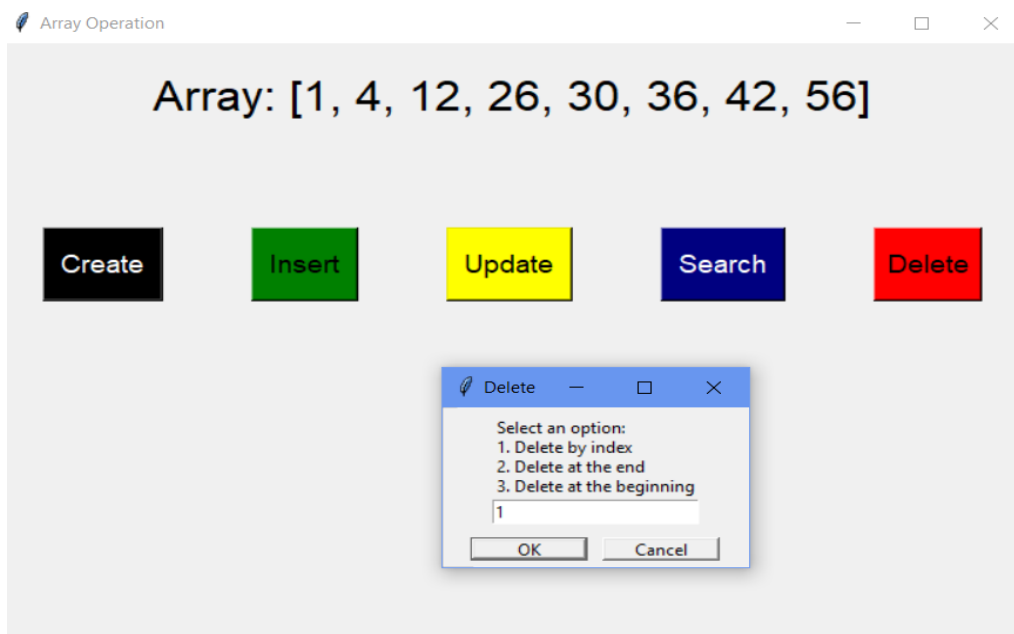 Array Operation
Array: [1, 4, 12, 26, 30, 36, 42, 56]
Create Insert Update Search Delete
Delete
Select an option:
1. Delete by index
2. Delete at the end
3. Delete at the beginning
1
OK Cancel